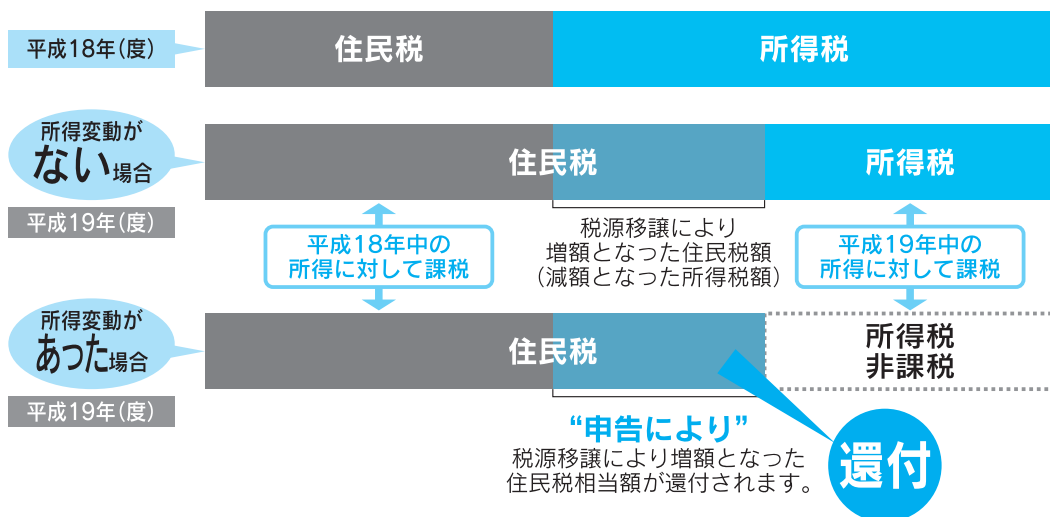 平成18年(度)
住民税
所得税
所得変動が
ない場合
平成19年(度)
住民税
所得税
平成18年中の
所得に対して課税
税源移譲により
増額となった住民税額
(減額となった所得税額)
平成19年中の
所得に対して課税
所得変動が
あった場合
平成19年(度)
住民税
所得税
非課税
“申告により”
税源移譲により増額となった
住民税相当額が還付されます。
還付